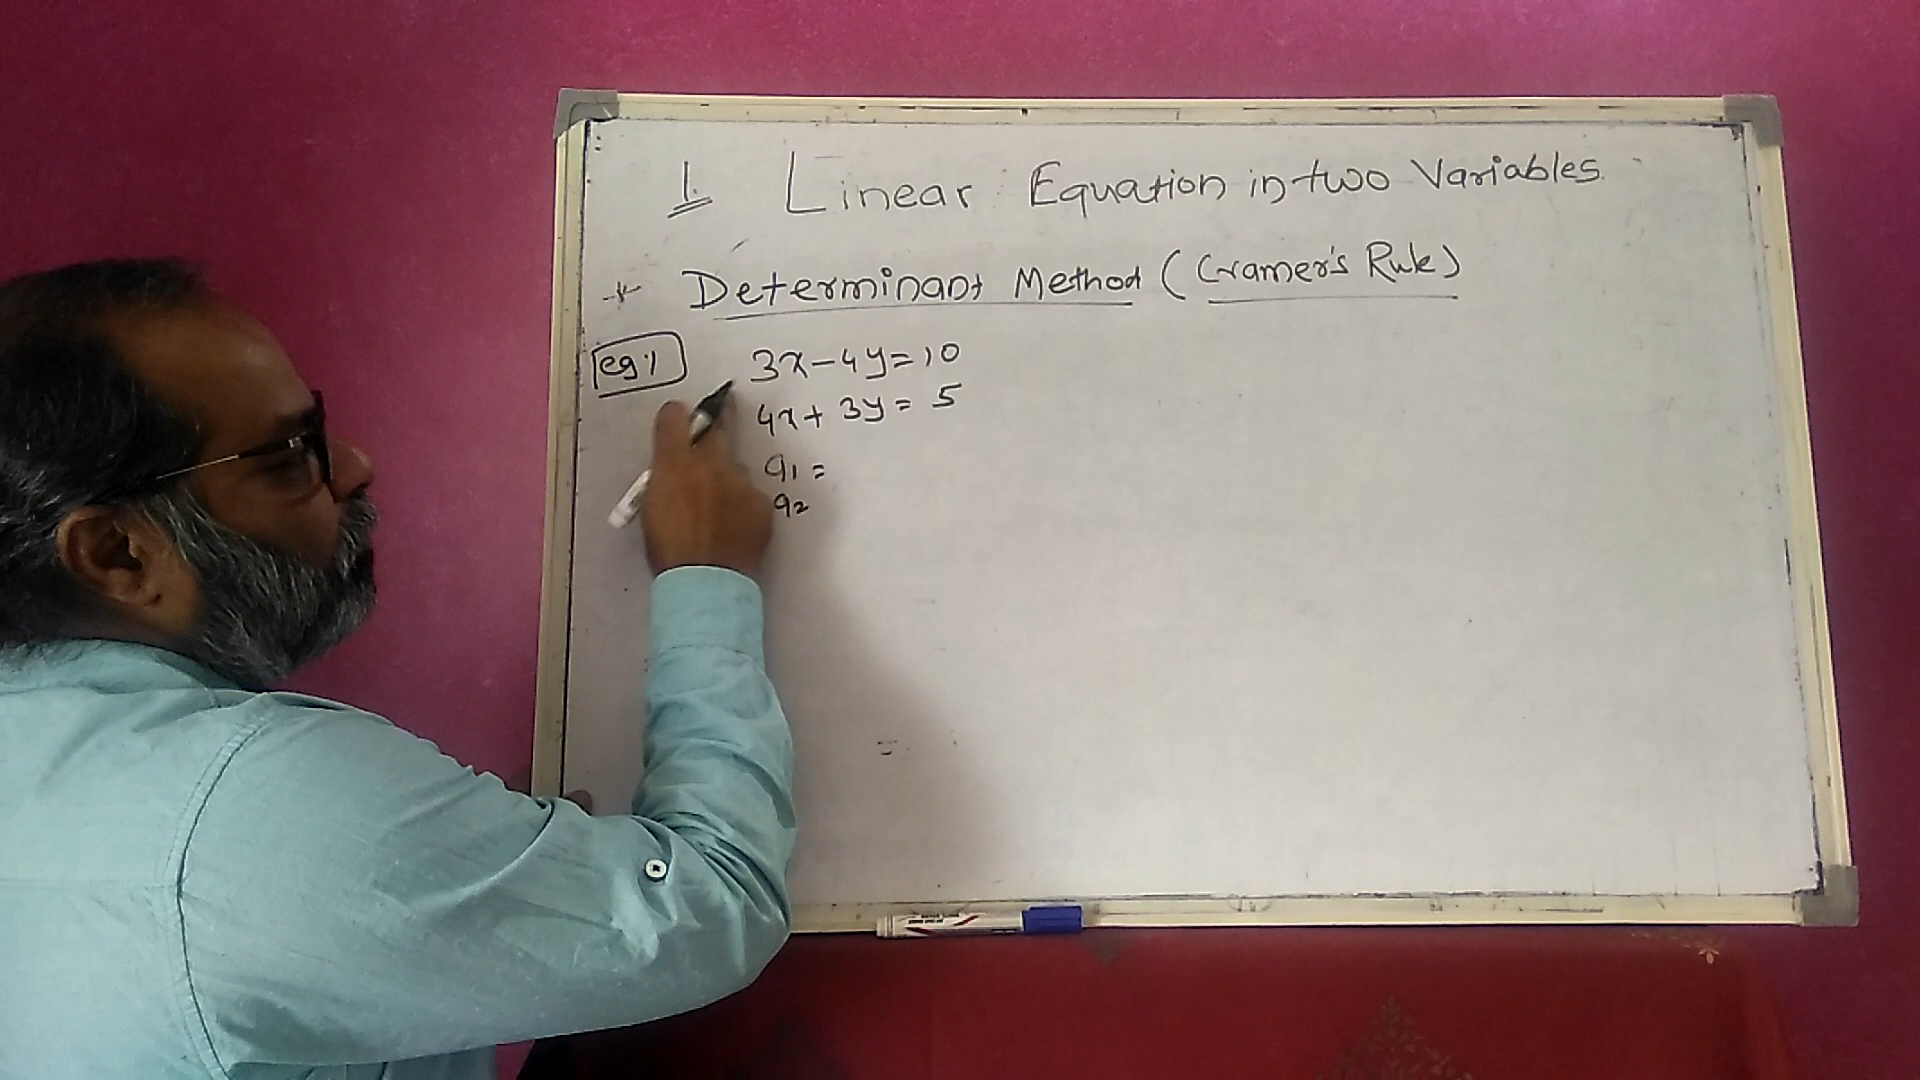 1. Linear Equation in two Variables.
* Determinant Method (Cramer's Rule)
eg 1 3x-4y=10
4x+3y=5
a1=
a2